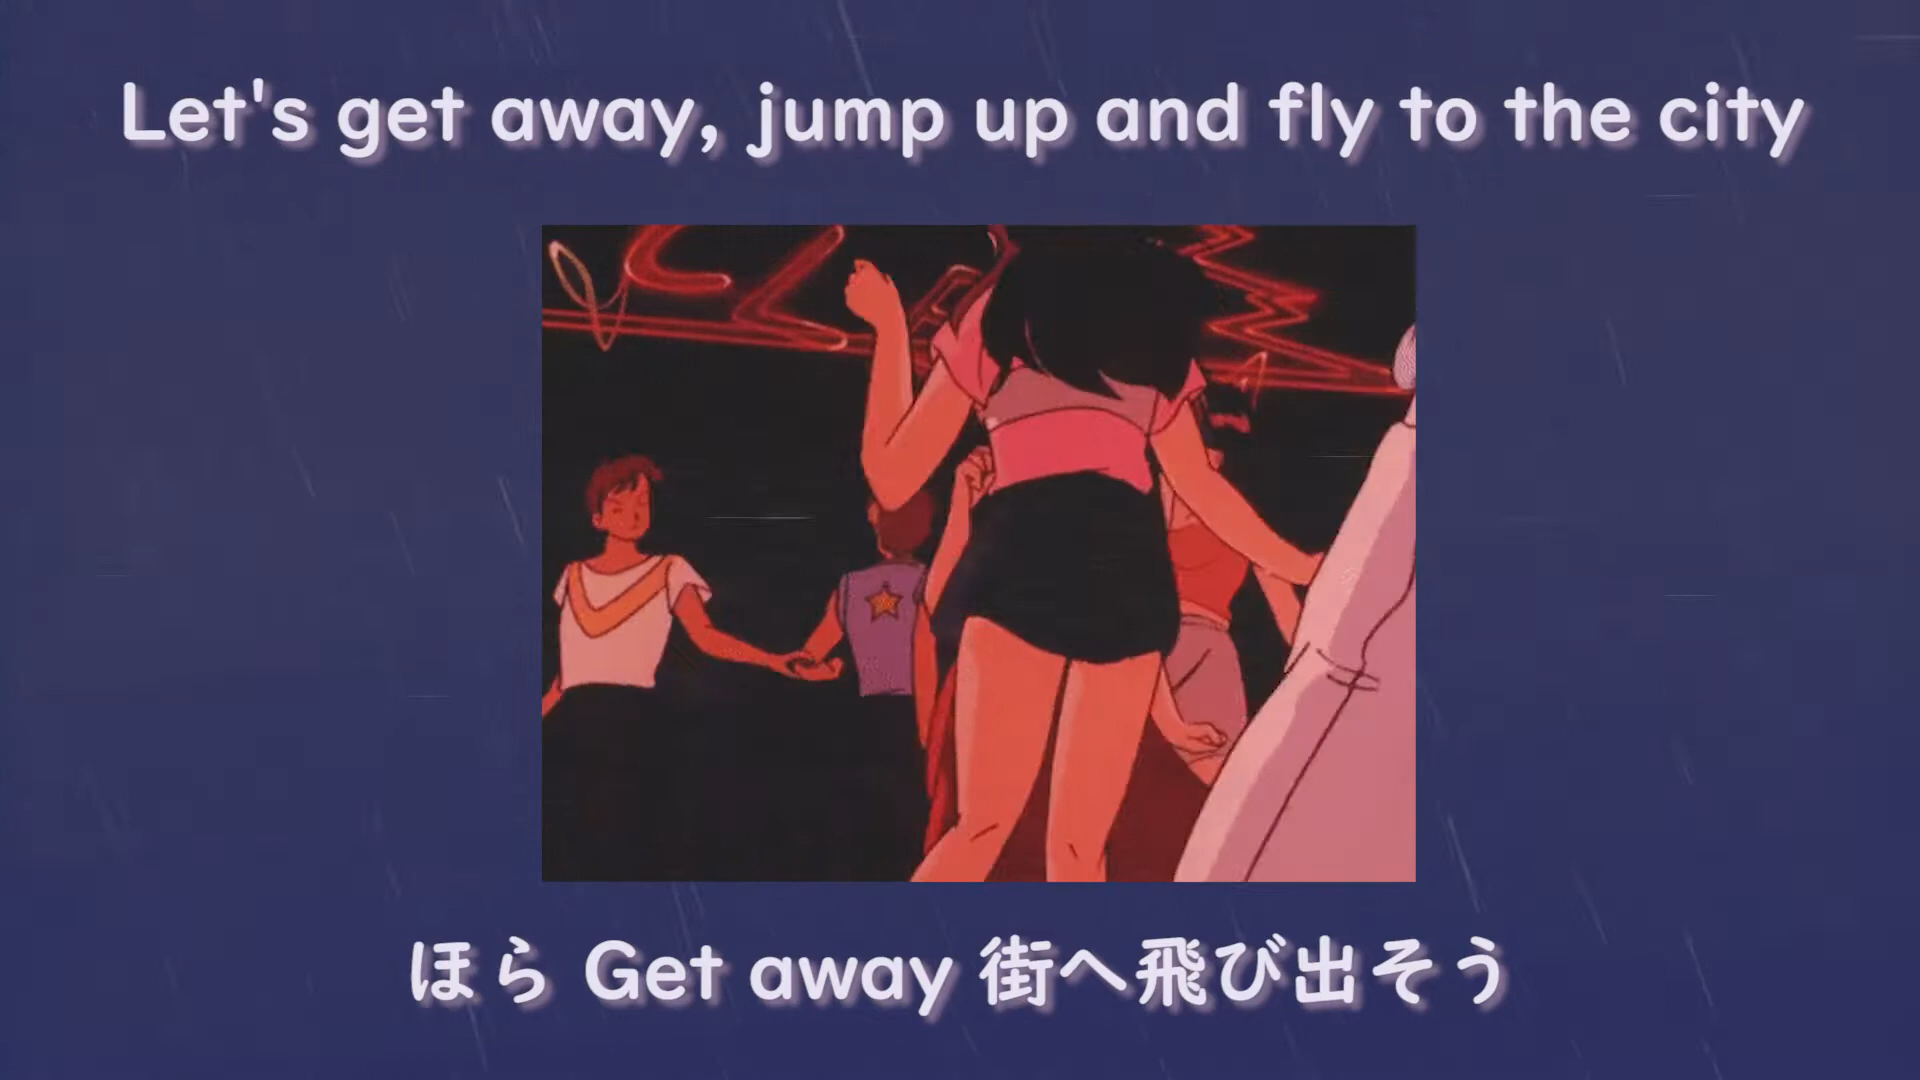 Let's get away, jump up and fly to the city
ほら Get away 街へ飛び出そう